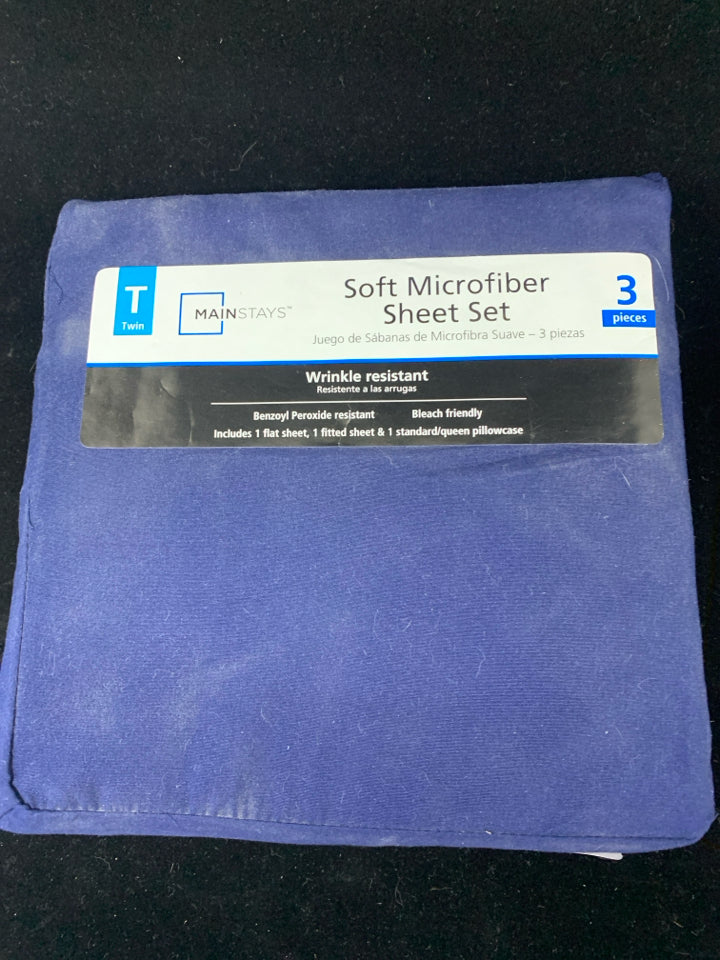 T
Twin
MAINSTAYS™
Soft Microfiber
Sheet Set
Juego de Sábanas de Microfibra Suave – 3 piezas
3
pieces
Wrinkle resistant
Resistente a las arrugas
Benzoyl Peroxide resistant Bleach friendly
Includes 1 flat sheet, 1 fitted sheet & 1 standard/queen pillowcase